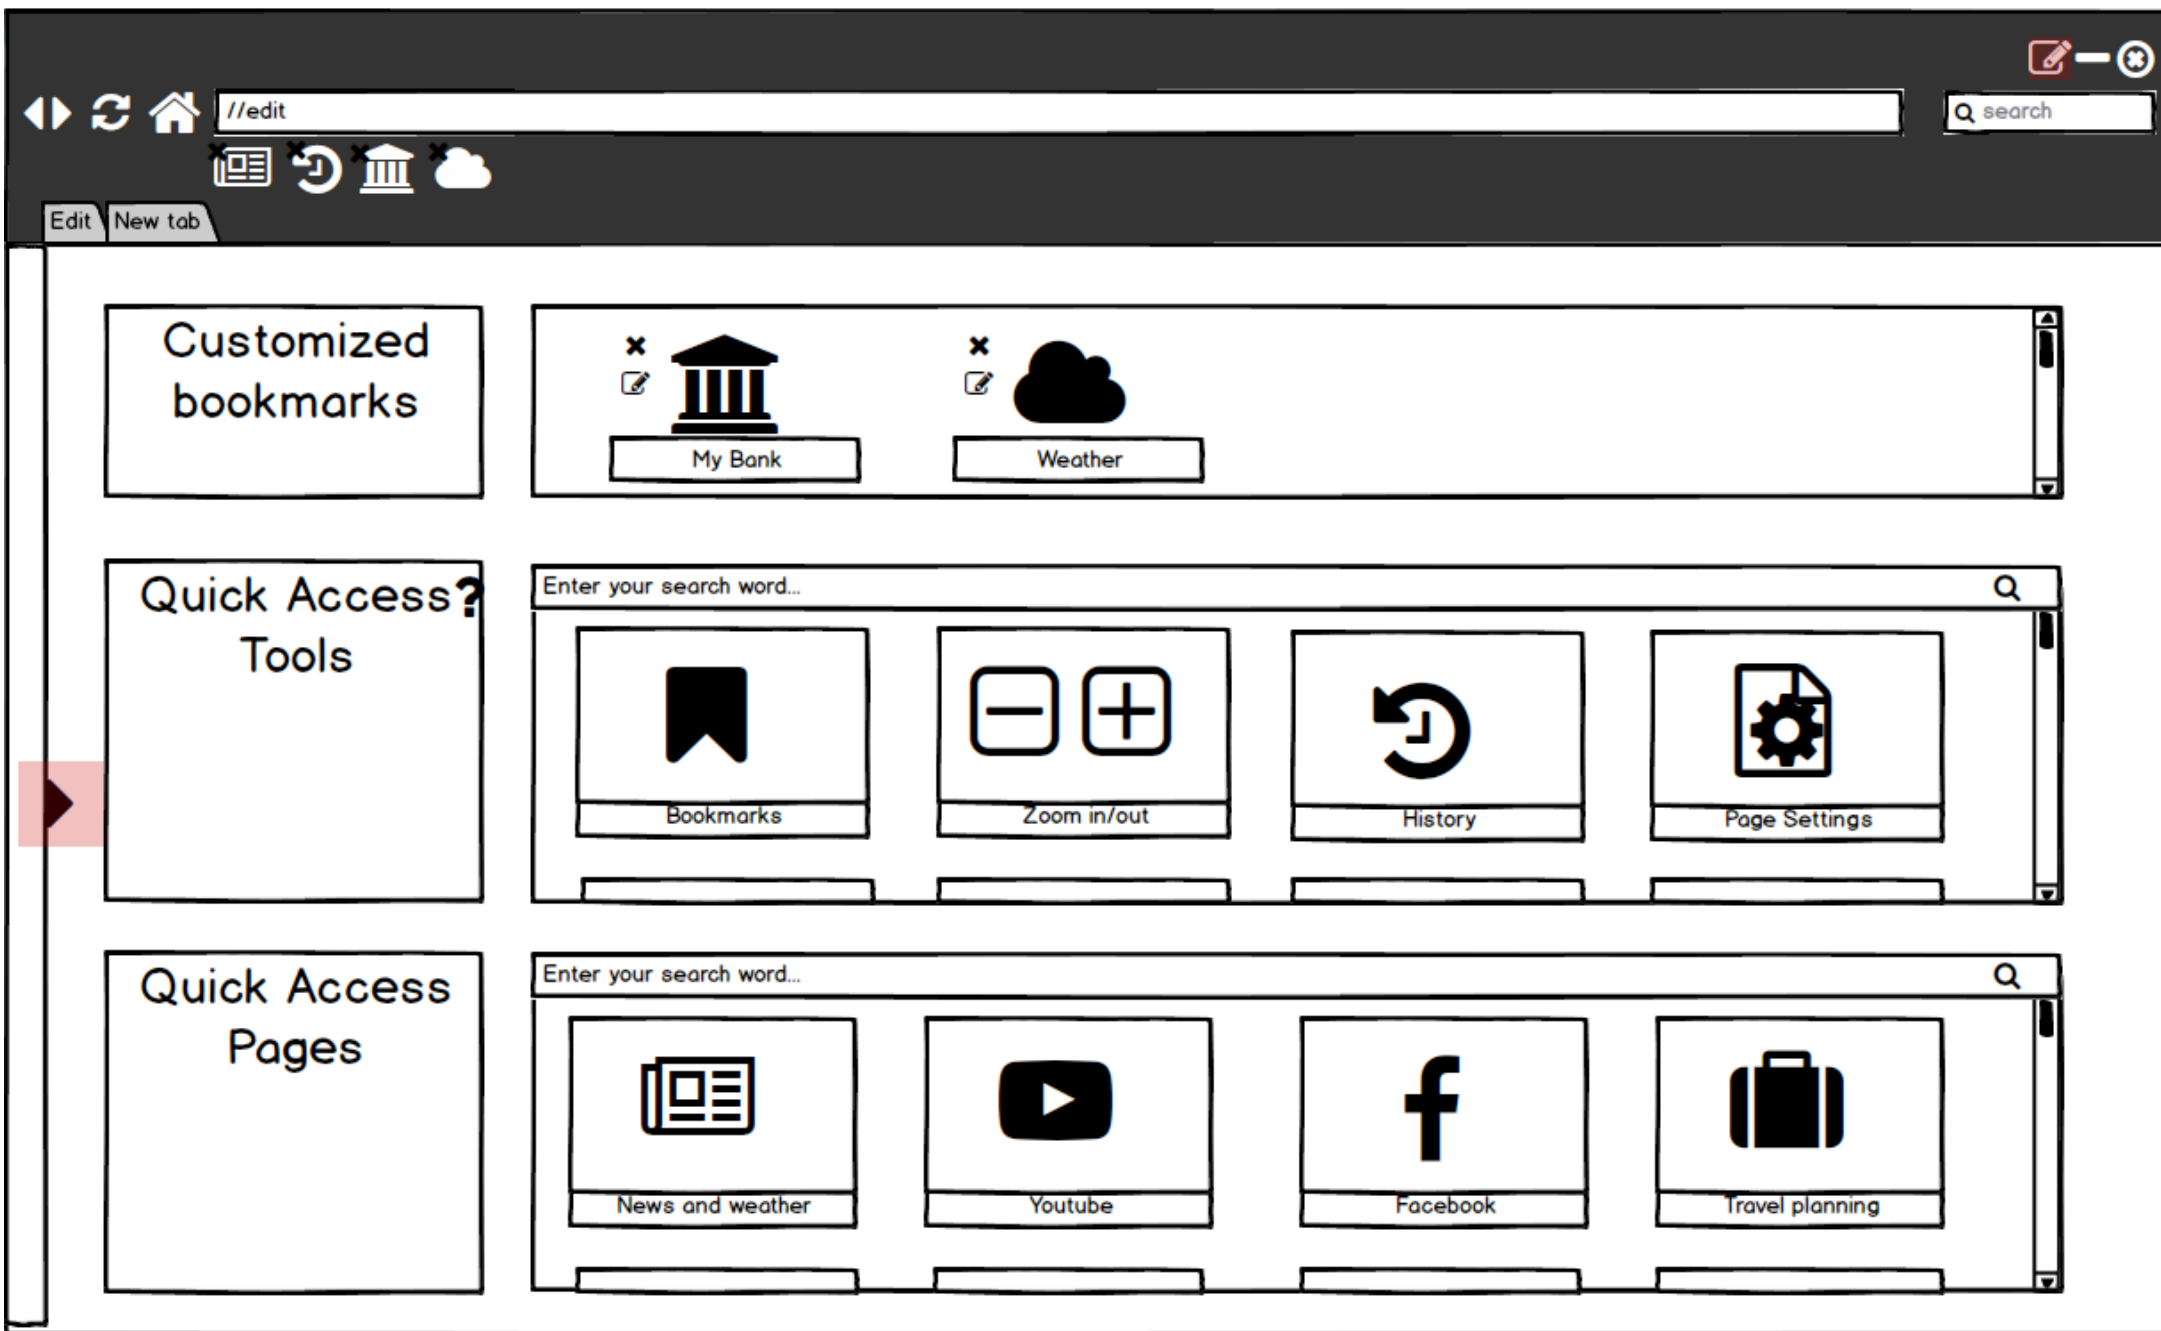 //edit
search
Edit
New tab
Customized
bookmarks
My Bank
Weather
Quick Access?
Tools
Enter your search word...
Bookmarks
Zoom in/out
History
Page Settings
Quick Access
Pages
Enter your search word...
News and weather
Youtube
Facebook
Travel planning